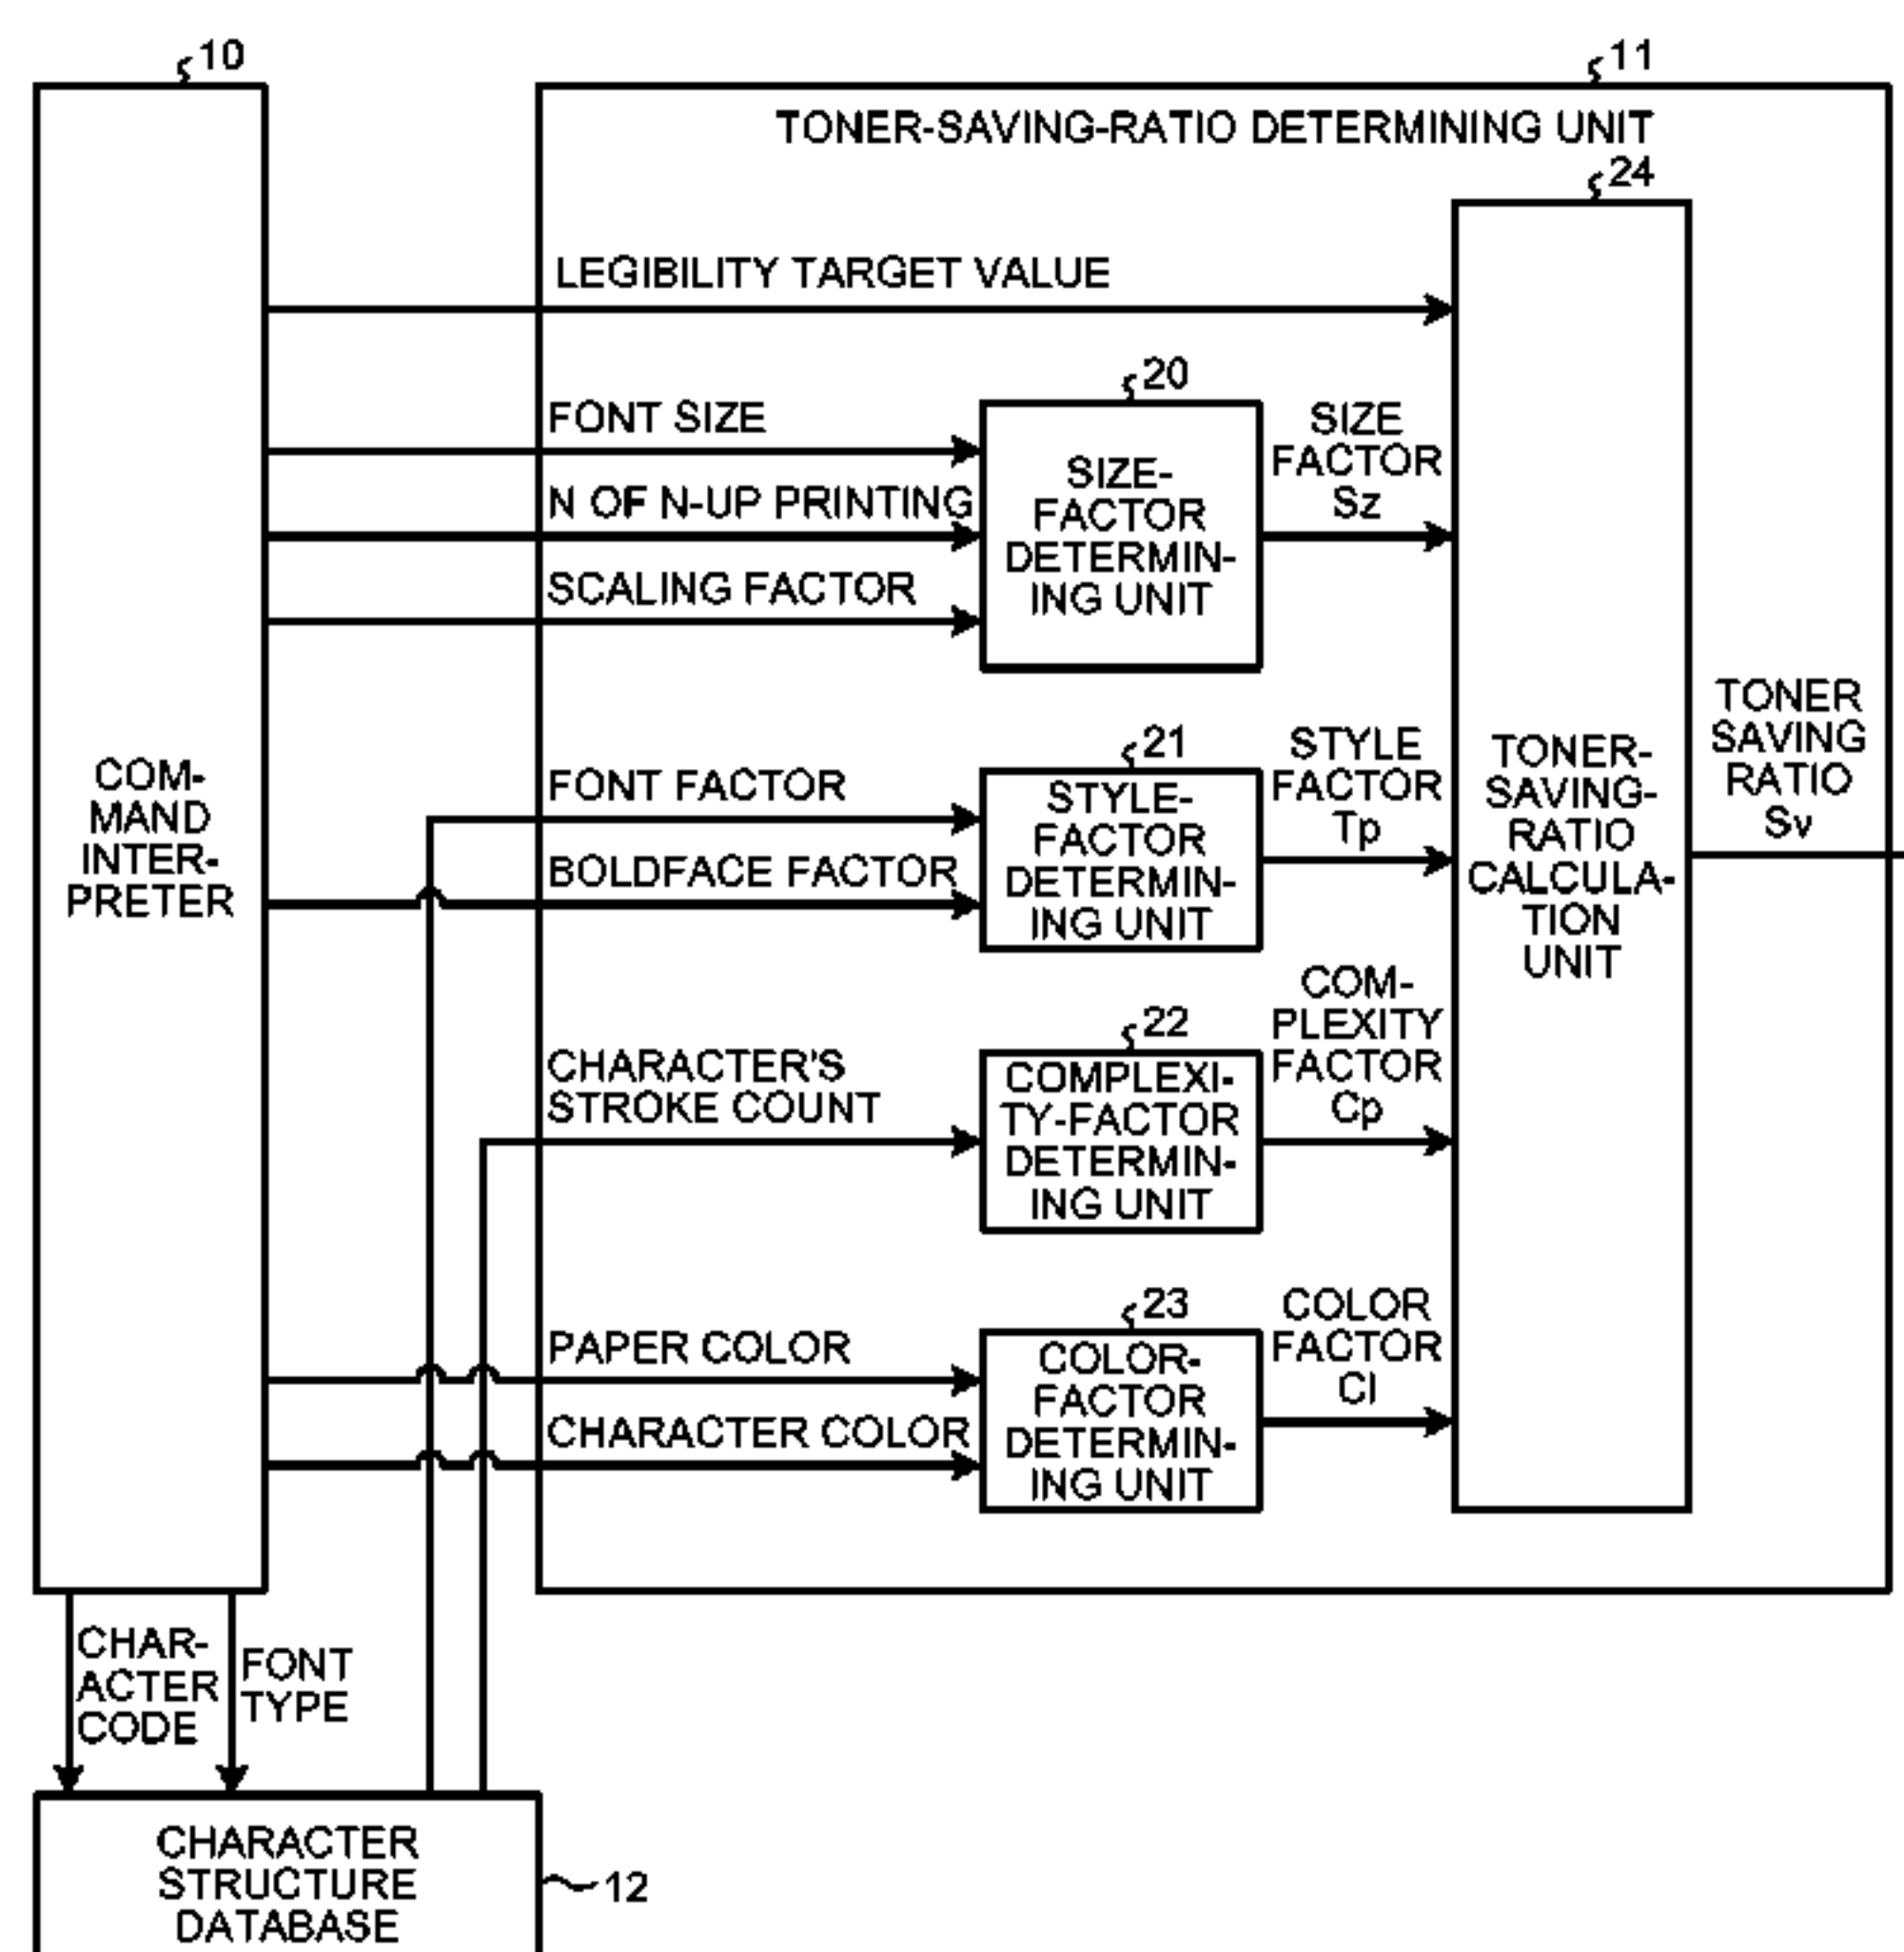 10
11
TONER-SAVING-RATIO DETERMINING UNIT
24
LEGIBILITY TARGET VALUE
20
FONT SIZE
N OF N-UP PRINTING
SCALING FACTOR
SIZE-
FACTOR
DETERMIN-
ING UNIT
SIZE
FACTOR
Sz
COM-
MAND
INTER-
PRETER
21
FONT FACTOR
BOLDFACE FACTOR
STYLE-
FACTOR
DETERMIN-
ING UNIT
STYLE
FACTOR
Tp
TONER-
SAVING-
RATIO
CALCULA-
TION
UNIT
TONER
SAVING
RATIO
Sv
22
CHARACTER'S
STROKE COUNT
COMPLEXI-
TY-FACTOR
DETERMIN-
ING UNIT
COM-
PLEXITY
FACTOR
Cp
23
PAPER COLOR
CHARACTER COLOR
COLOR-
FACTOR
DETERMIN-
ING UNIT
COLOR
FACTOR
Cl
CHAR-
ACTER
CODE
FONT
TYPE
CHARACTER
STRUCTURE
DATABASE
12